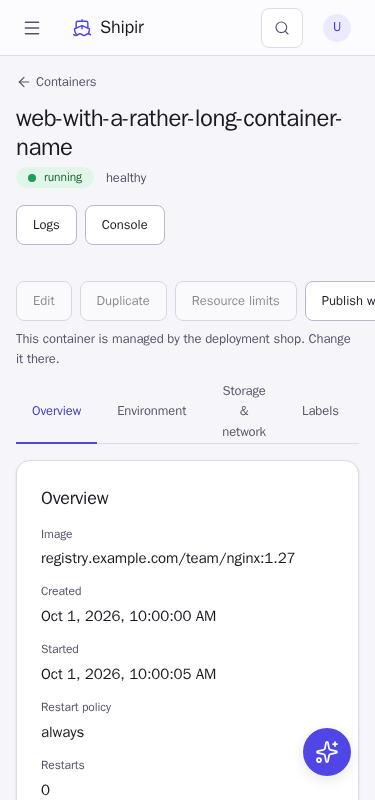 Shipir
U
Containers
web-with-a-rather-long-container-
name
running
healthy
Logs
Console
Edit
Duplicate
Resource limits
Publish w
This container is managed by the deployment shop. Change
it there.
Overview
Environment
Storage
&
network
Labels
Overview
Image
registry.example.com/team/nginx:1.27
Created
Oct 1, 2026, 10:00:00 AM
Started
Oct 1, 2026, 10:00:05 AM
Restart policy
always
Restarts
0